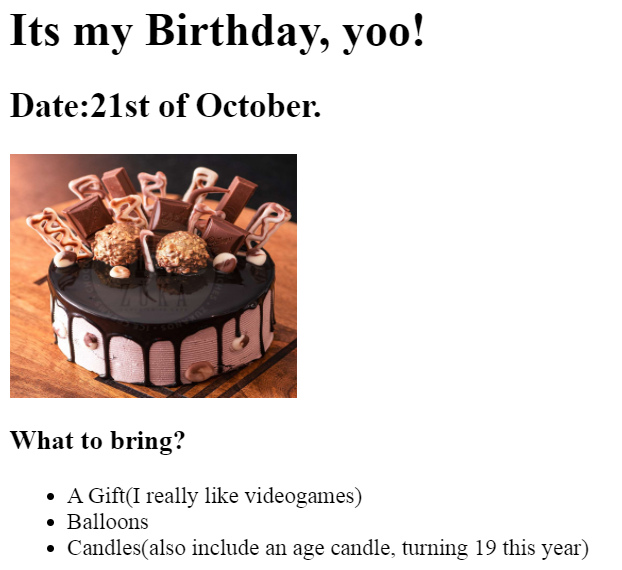 Its my Birthday, yoo!
Date:21st of October.
ZOKA
What to bring?
A Gift(I really like videogames)
Balloons
Candles(also include an age candle, turning 19 this year)